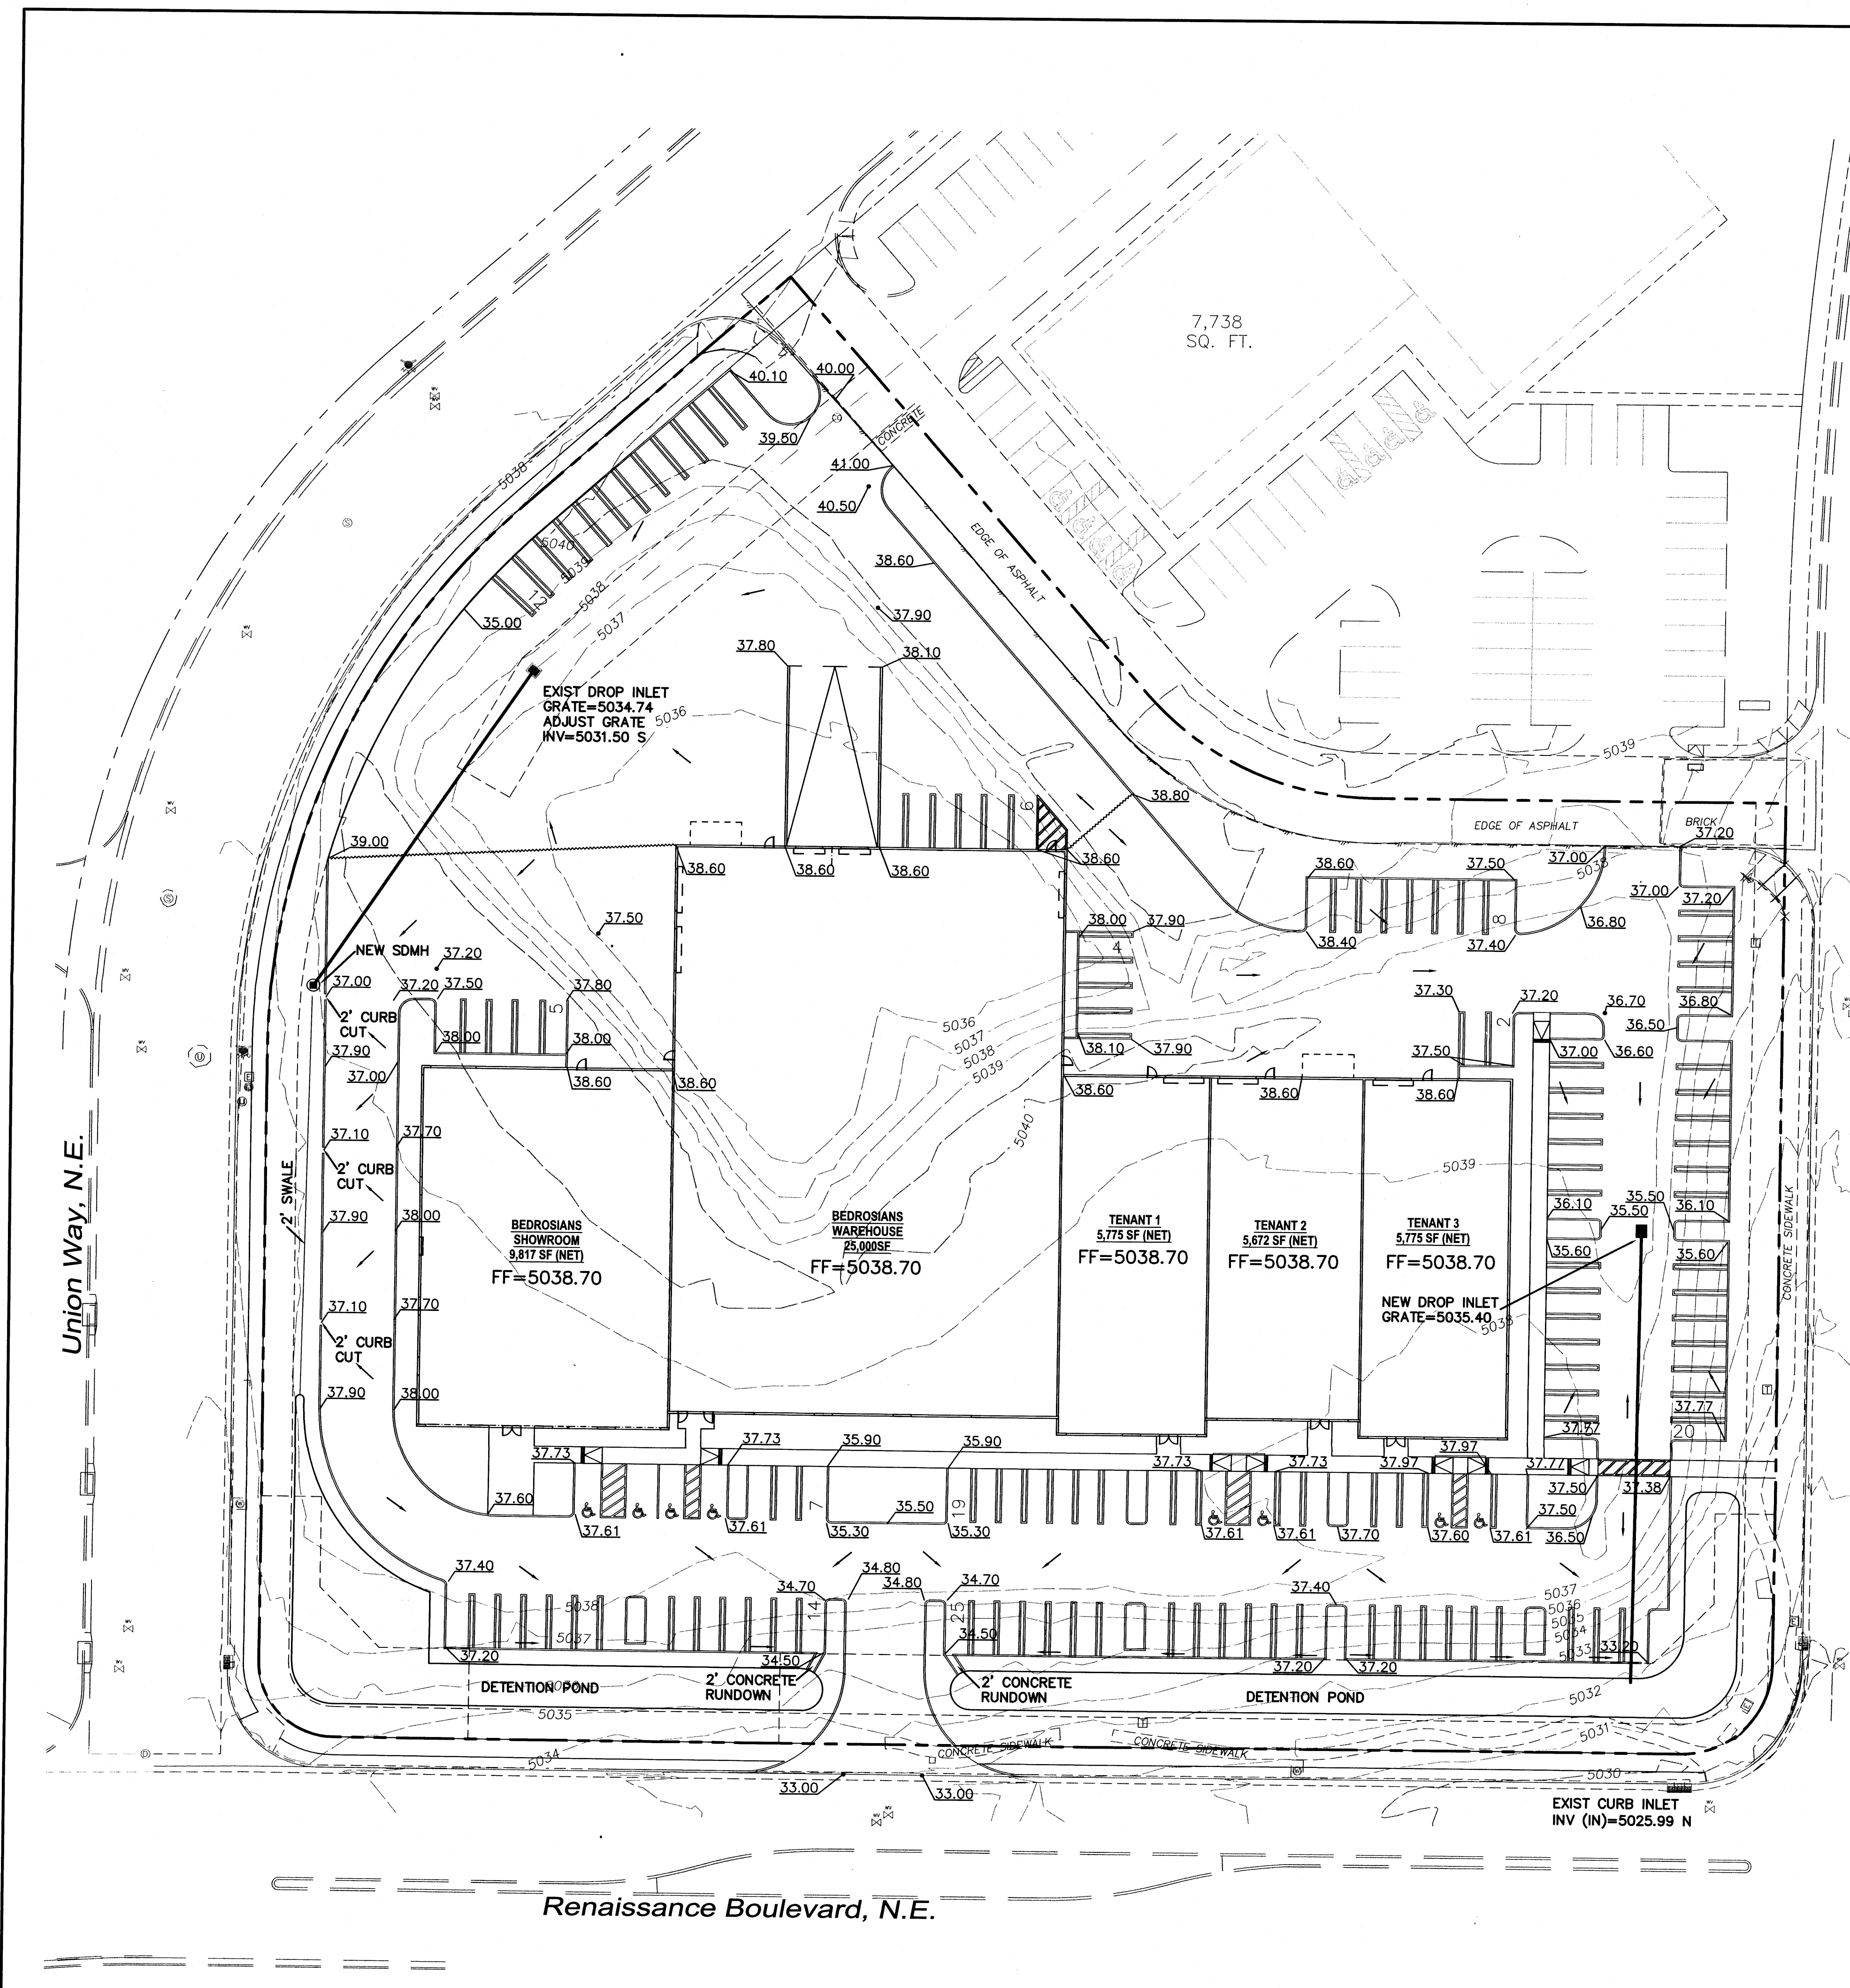 7,738
SQ. FT.
40.10
40.00
CONCRETE
39.50
41.00
40.50
5038
5040
5039
5038
5037
EDGE OF ASPHALT
38.60
12
35.00
37.90
37.80
38.10
EXIST DROP INLET
GRATE=5034.74
ADJUST GRATE
INV=5031.50 S
5036
5039
6
38.80
EDGE OF ASPHALT
BRICK
37.20
39.00
38.60
38.60
38.60
38.60
38.60
37.50
37.00
5038
37.00
37.20
37.50
38.00
37.90
4
8
36.80
38.40
37.40
NEW SDMH
37.20
37.00
37.20
37.50
37.80
37.30
37.20
36.70
36.80
36.50
2' CURB
CUT
5
38.00
38.00
5036
5037
5038
5039
2
37.90
37.00
38.10
37.90
37.50
37.00
36.60
38.60
38.60
38.60
38.60
38.60
5040
37.10
37.70
2' CURB
CUT
5039
2' SWALE
37.90
38.00
BEDROSIANS
SHOWROOM
9,817 SF (NET)
FF=5038.70
BEDROSIANS
WAREHOUSE
25,000SF
FF=5038.70
TENANT 1
5,775 SF (NET)
FF=5038.70
TENANT 2
5,672 SF (NET)
FF=5038.70
TENANT 3
5,775 SF (NET)
FF=5038.70
36.10
35.50
35.50
36.10
35.60
35.60
CONCRETE SIDEWALK
NEW DROP INLET
GRATE=5035.40
5038
Union Way, N.E.
37.10
37.70
2' CURB
CUT
37.90
38.00
37.77
37.77
20
37.73
37.73
35.90
35.90
37.73
37.73
37.97
37.97
37.77
37.50
37.38
37.60
7
35.50
19
37.50
37.61
37.61
35.30
35.30
37.61
37.61
37.70
37.60
37.61
36.50
37.40
34.70
34.80
34.80
34.70
37.40
5037
5036
5035
5034
5033
5038
5037
14
25
33.20
37.20
34.50
34.50
37.20
37.20
DETENTION POND
2' CONCRETE
RUNDOWN
2' CONCRETE
RUNDOWN
DETENTION POND
5032
5035
5031
5034
CONCRETE SIDEWALK
CONCRETE SIDEWALK
5030
33.00
33.00
EXIST CURB INLET
INV (IN)=5025.99 N
Renaissance Boulevard, N.E.